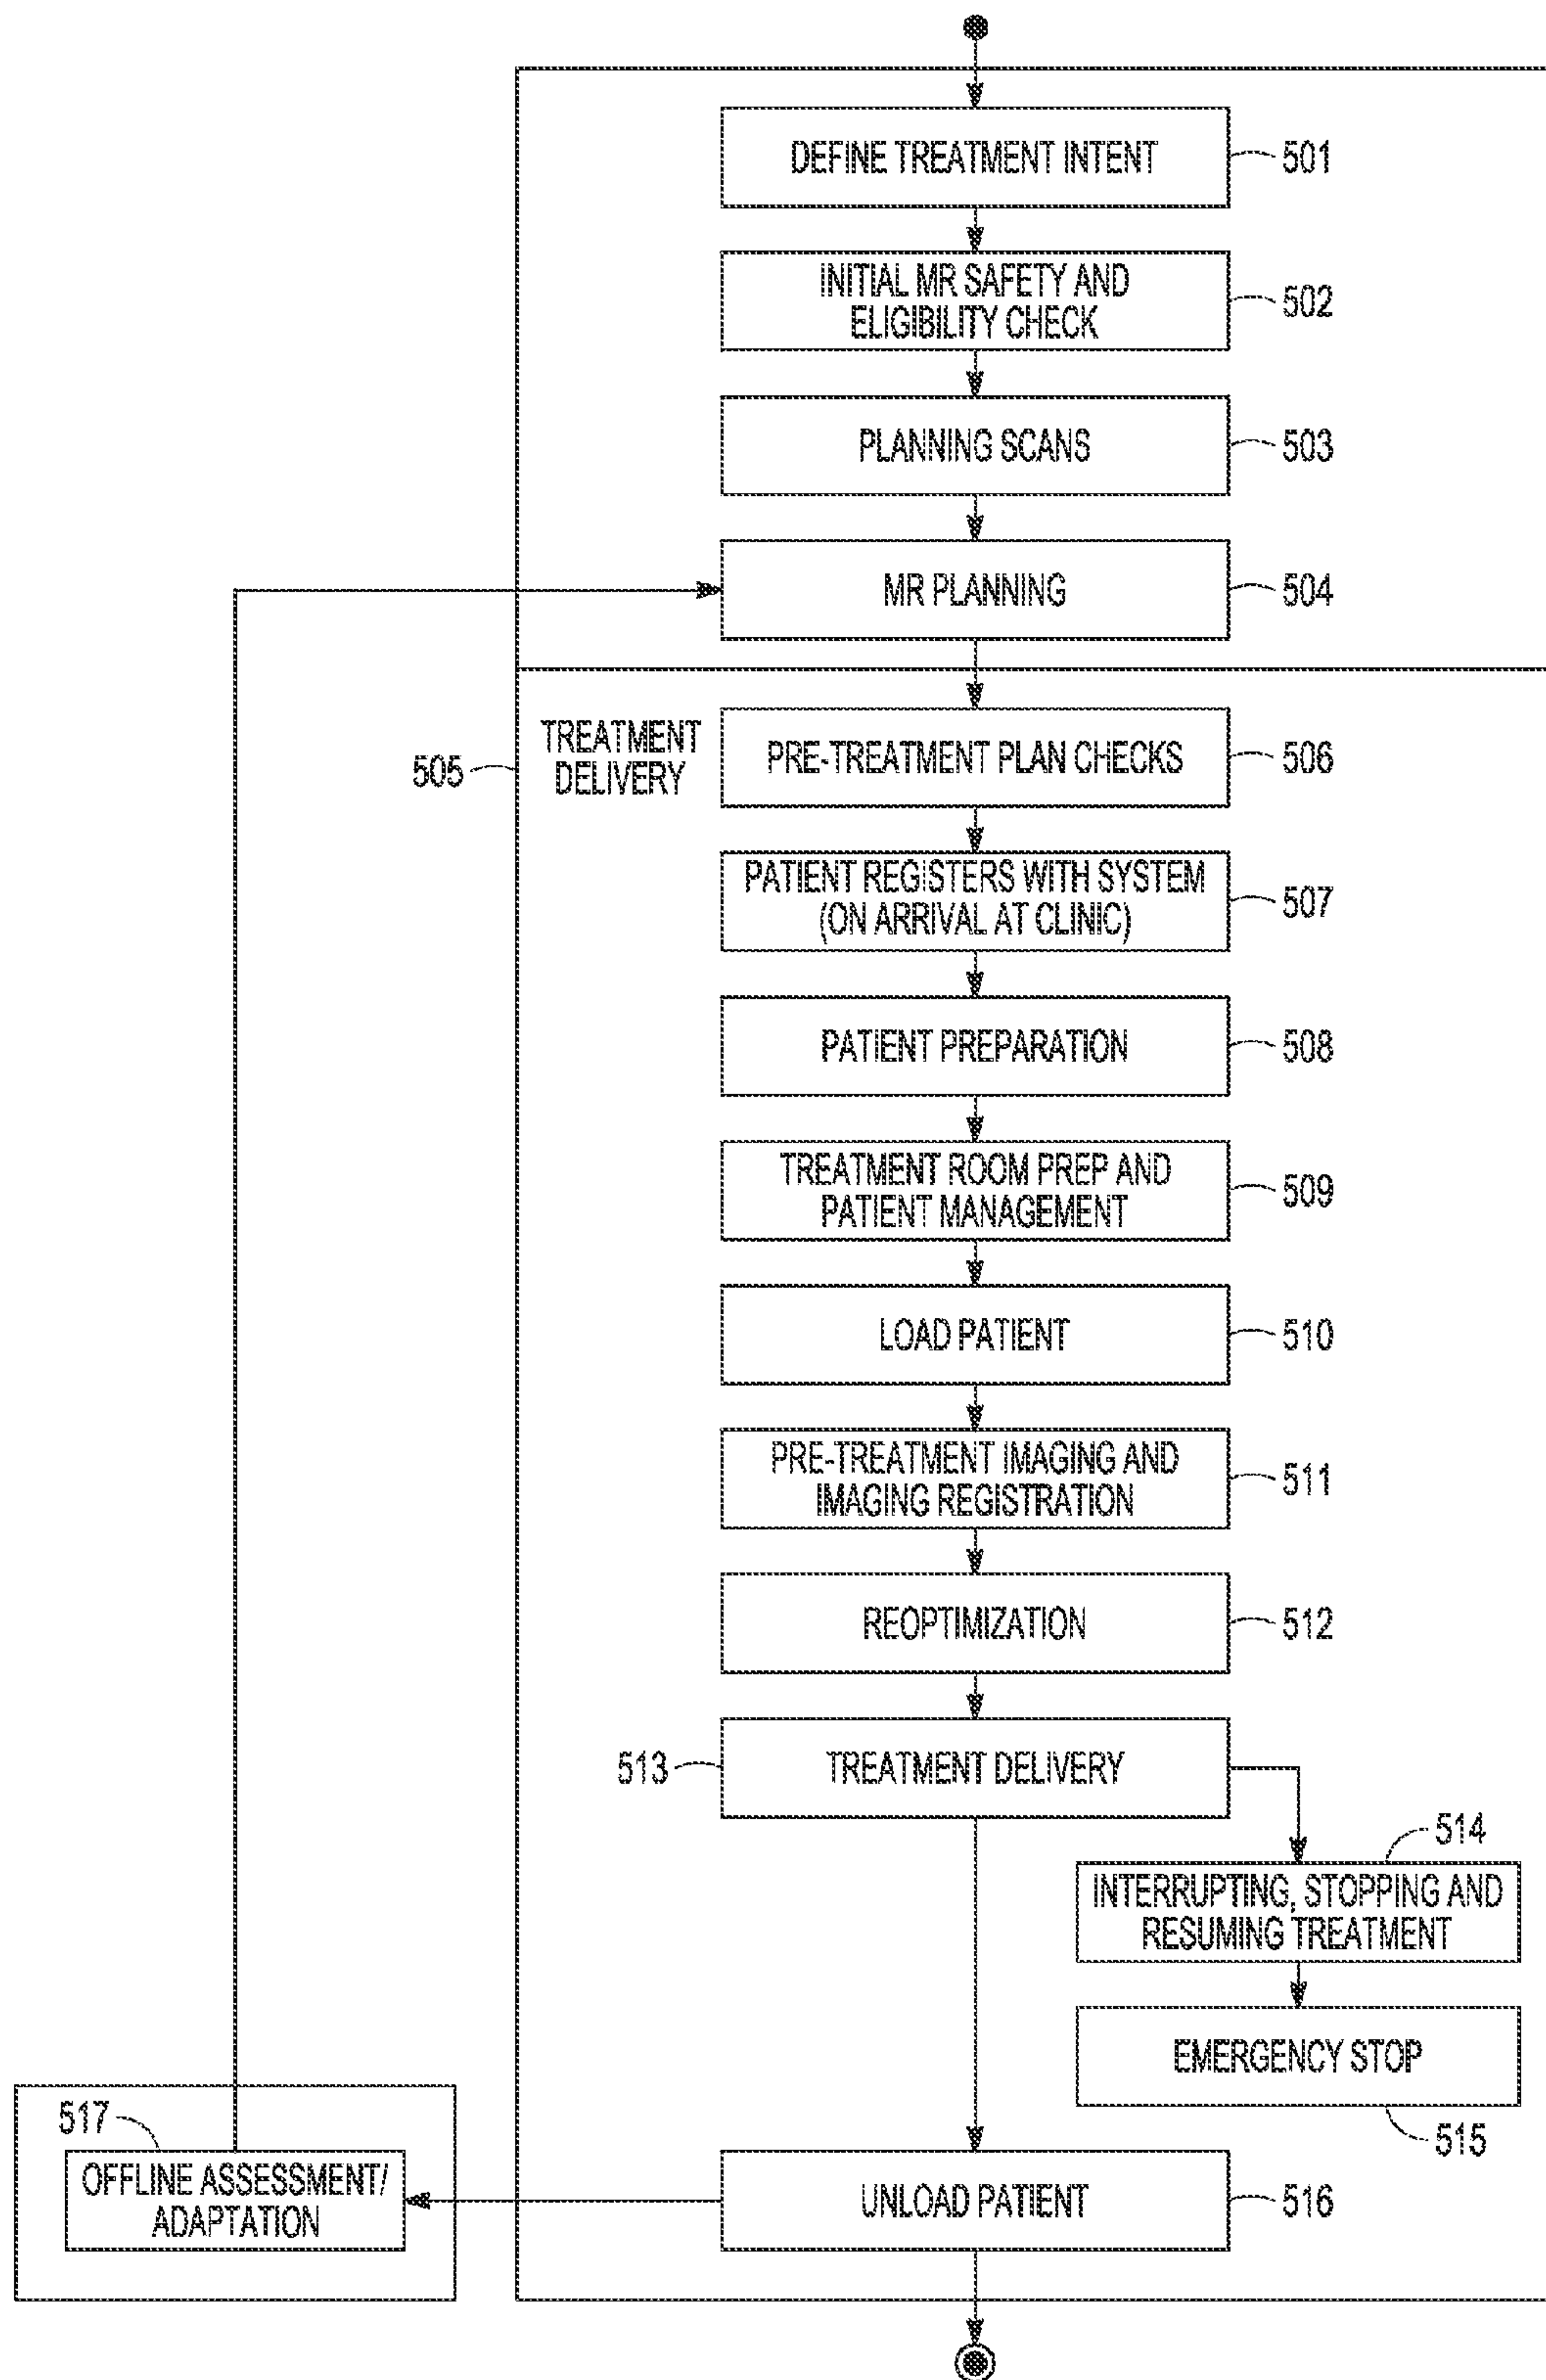 DEFINE TREATMENT INTENT
501
INITIAL MR SAFETY AND
ELIGIBILITY CHECK
502
PLANNING SCANS
503
MR PLANNING
504
505
TREATMENT
DELIVERY
PRE-TREATMENT PLAN CHECKS
506
PATIENT REGISTERS WITH SYSTEM
(ON ARRIVAL AT CLINIC)
507
PATIENT PREPARATION
508
TREATMENT ROOM PREP AND
PATIENT MANAGEMENT
509
LOAD PATIENT
510
PRE-TREATMENT IMAGING AND
IMAGING REGISTRATION
511
REOPTIMIZATION
512
513
TREATMENT DELIVERY
514
INTERRUPTING, STOPPING AND
RESUMING TREATMENT
EMERGENCY STOP
515
517
OFFLINE ASSESSMENT/
ADAPTATION
UNLOAD PATIENT
516